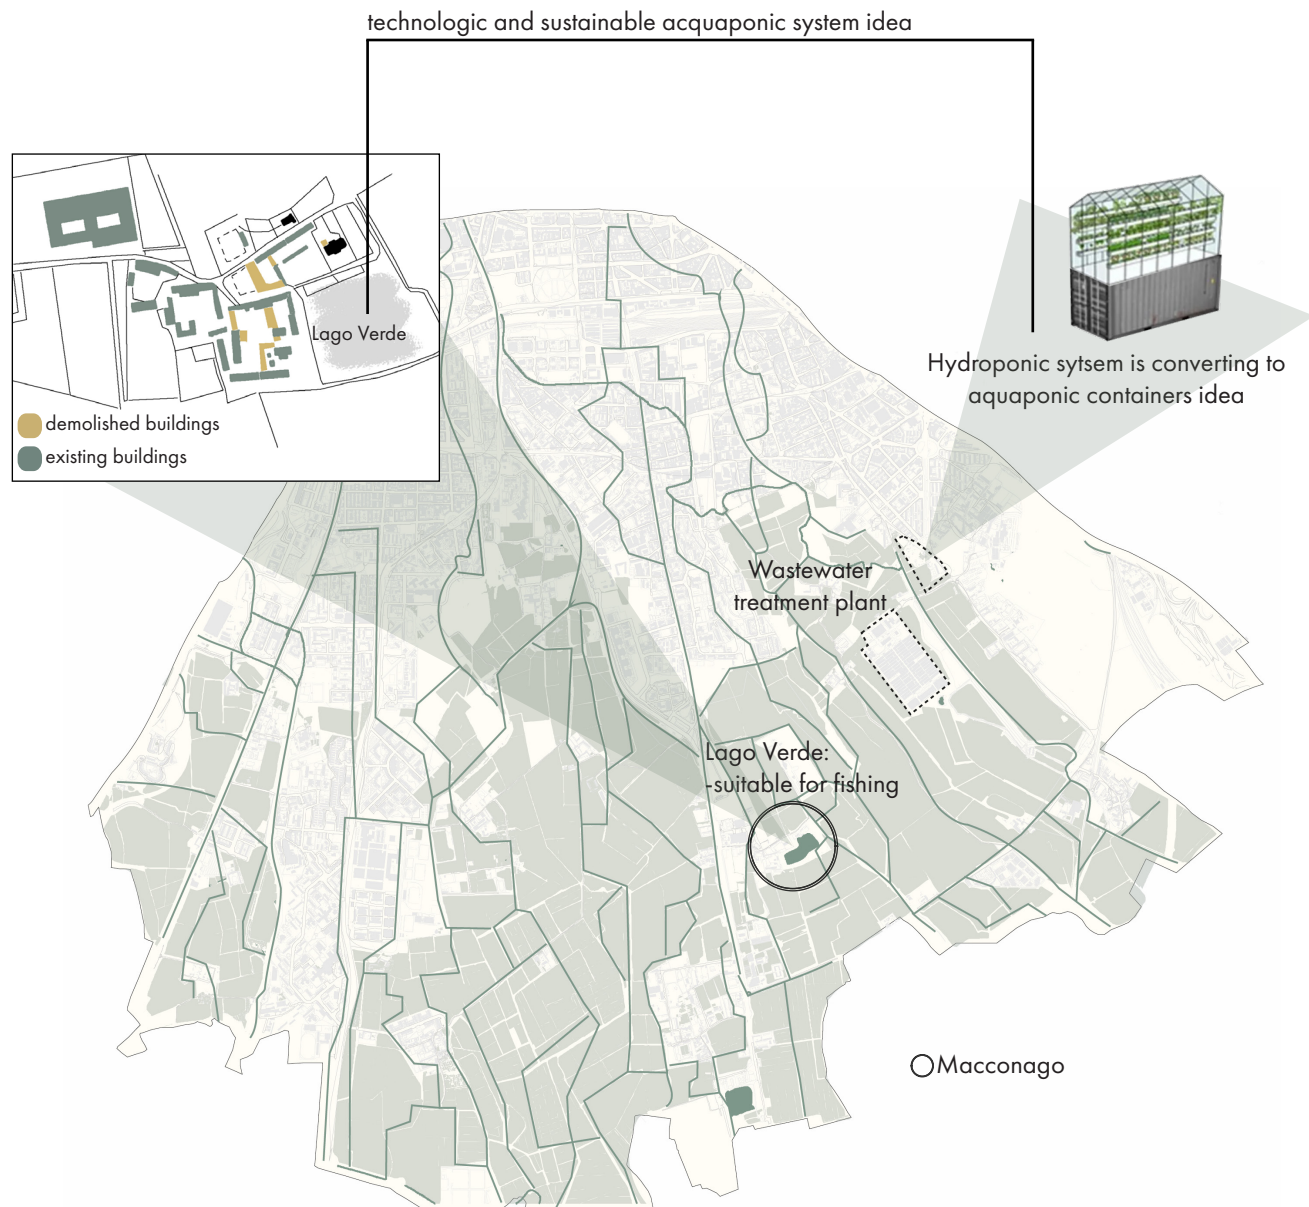 technologic and sustainable acquaponic system idea
Lago Verde
demolished buildings
existing buildings
Hydroponic sytsem is converting to
aquaponic containers idea
Wastewater
treatment plant
Lago Verde:
-suitable for fishing
Macconago